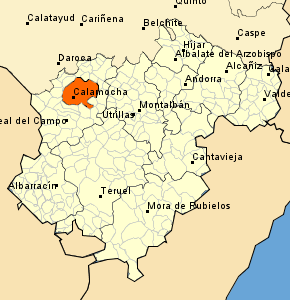 Quinto
Calatayud
Cariñena
Belchite
Caspe
Híjar
Daroca
Albalate del Arzobispo
Alcañiz
Cala
Andorra
Calamocha
Valde
Montalbán
Utrillas
eal del Campo
Cantavieja
Albarracín
Teruel
Mora de Rubielos